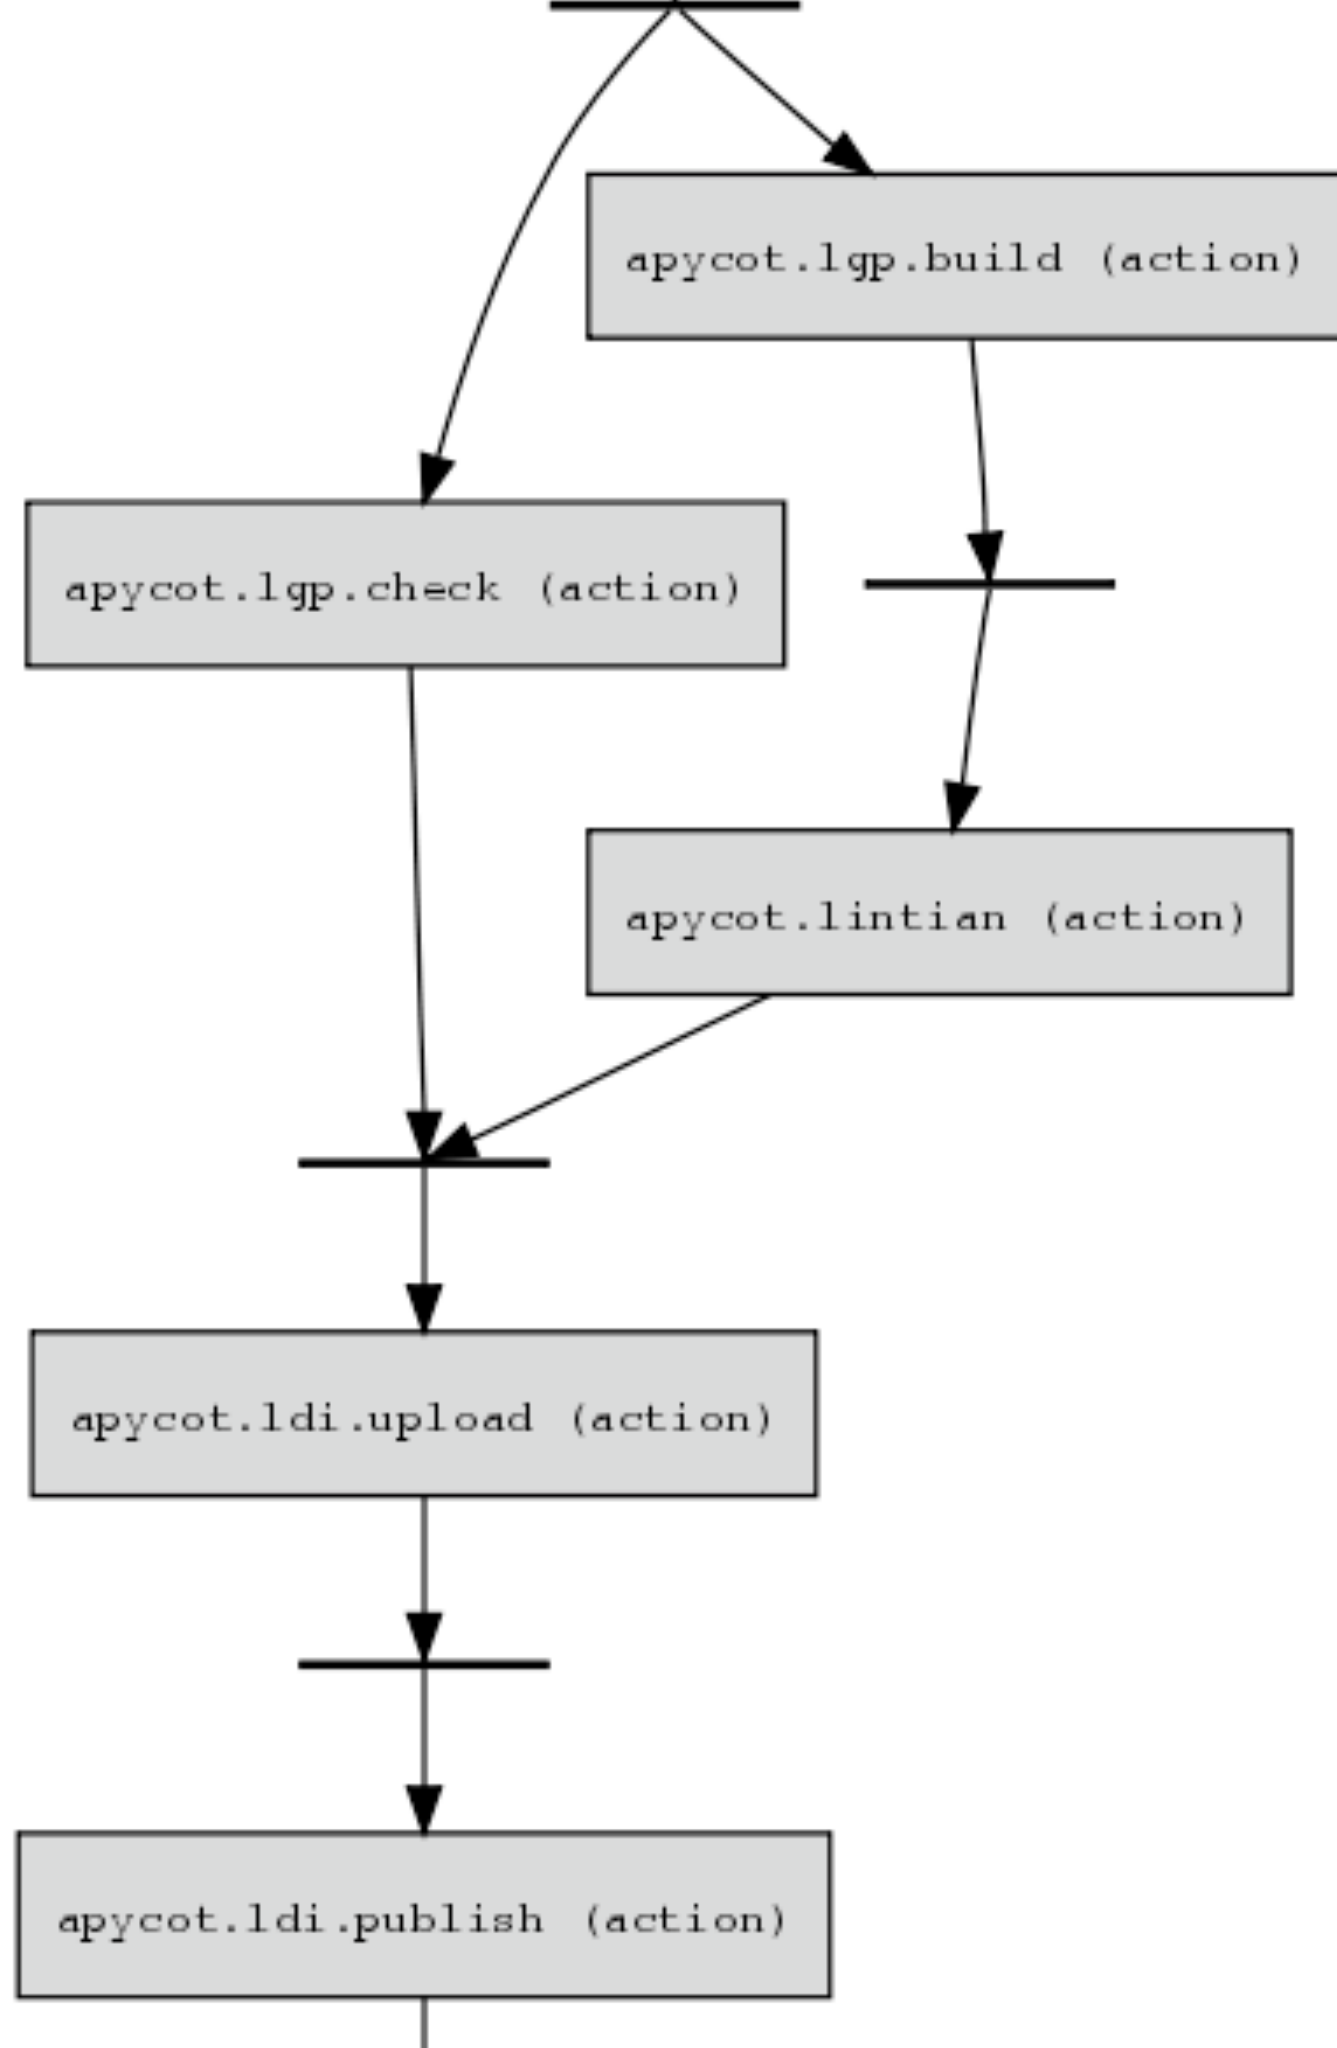 apycot.lgp.build (action)
apycot.lgp.check (action)
apycot.lintian (action)
apycot.ldi.upload (action)
apycot.ldi.publish (action)